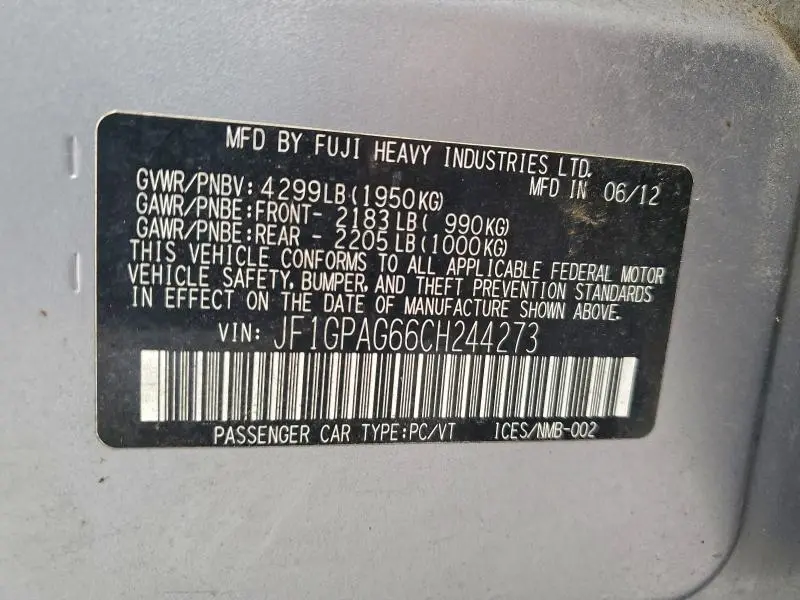 MFD BY FUJI HEAVY INDUSTRIES LTD.
GVWR/PNBV: 4299LB(1950KG) MFD IN 06/12
GAWR/PNBE:FRONT- 2183LB( 990KG)
GAWR/PNBE:REAR - 2205LB(1000KG)
THIS VEHICLE CONFORMS TO ALL APPLICABLE FEDERAL MOTOR
VEHICLE SAFETY, BUMPER, AND THEFT PREVENTION STANDARDS
IN EFFECT ON THE DATE OF MANUFACTURE SHOWN ABOVE.
VIN: JF1GPAG66CH244273
PASSENGER CAR TYPE:PC/VT ICES/NMB-002